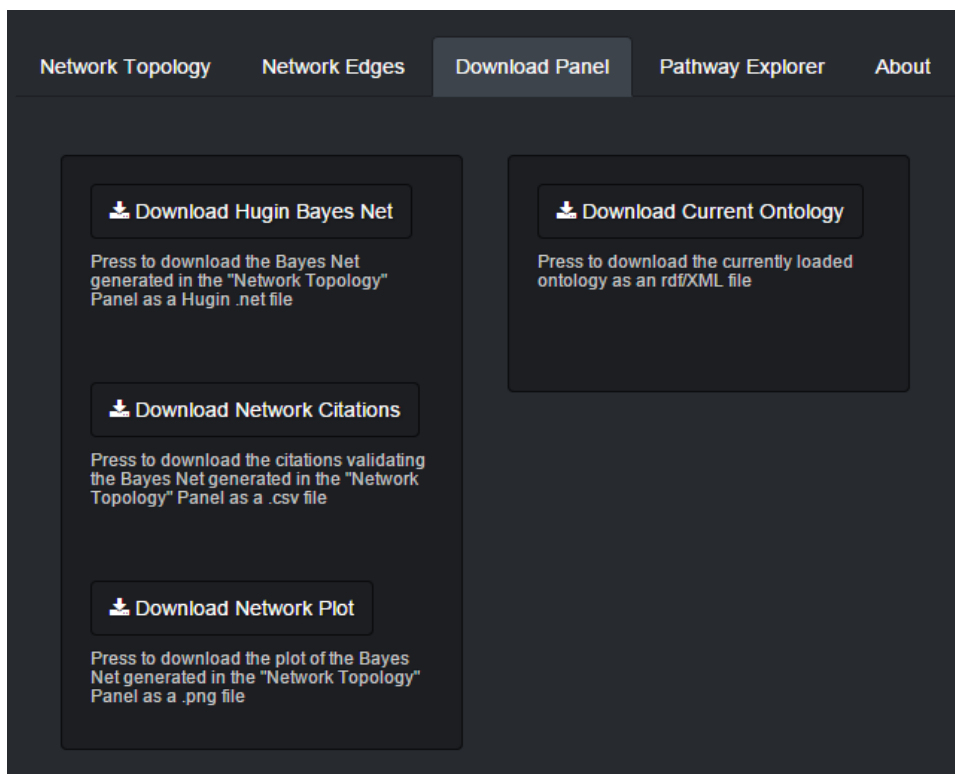 Network Topology Network Edges Download Panel Pathway Explorer About
Download Hugin Bayes Net
Press to download the Bayes Net
generated in the "Network Topology"
Panel as a Hugin .net file
Download Network Citations
Press to download the citations validating
the Bayes Net generated in the "Network
Topology" Panel as a .csv file
Download Network Plot
Press to download the plot of the Bayes
Net generated in the "Network Topology"
Panel as a .png file
Download Current Ontology
Press to download the currently loaded
ontology as an rdf/XML file